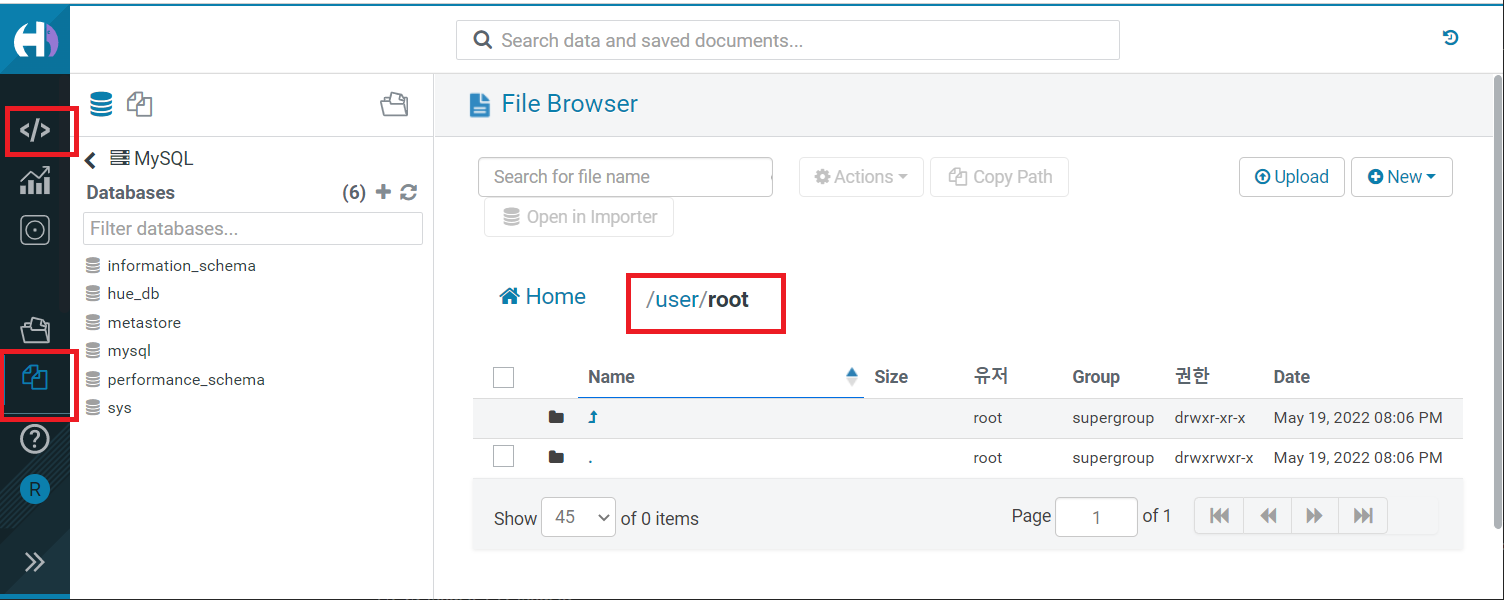 Search data and saved documents...
File Browser
MySQL
Databases (6)
Filter databases...
information_schema
hue_db
metastore
mysql
performance_schema
sys
R
Search for file name Actions Copy Path Upload New
Open in Importer
Home /user/root
Name Size 유저 Group 권한 Date
root supergroup drwxr-xr-x May 19, 2022 08:06 PM
. root supergroup drwxrwxr-x May 19, 2022 08:06 PM
Show 45 of 0 items Page 1 of 1